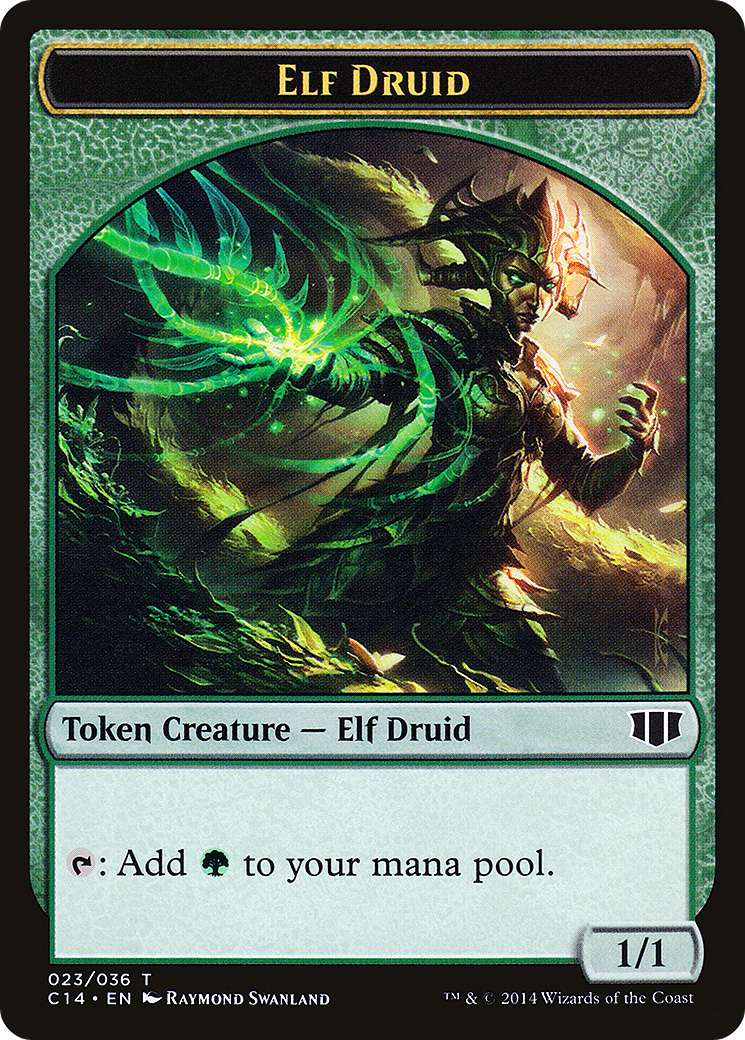 Elf Druid
Token Creature — Elf Druid
: Add to your mana pool.
1/1
023/036 T
C14 • EN Raymond Swanland
™ & © 2014 Wizards of the Coast